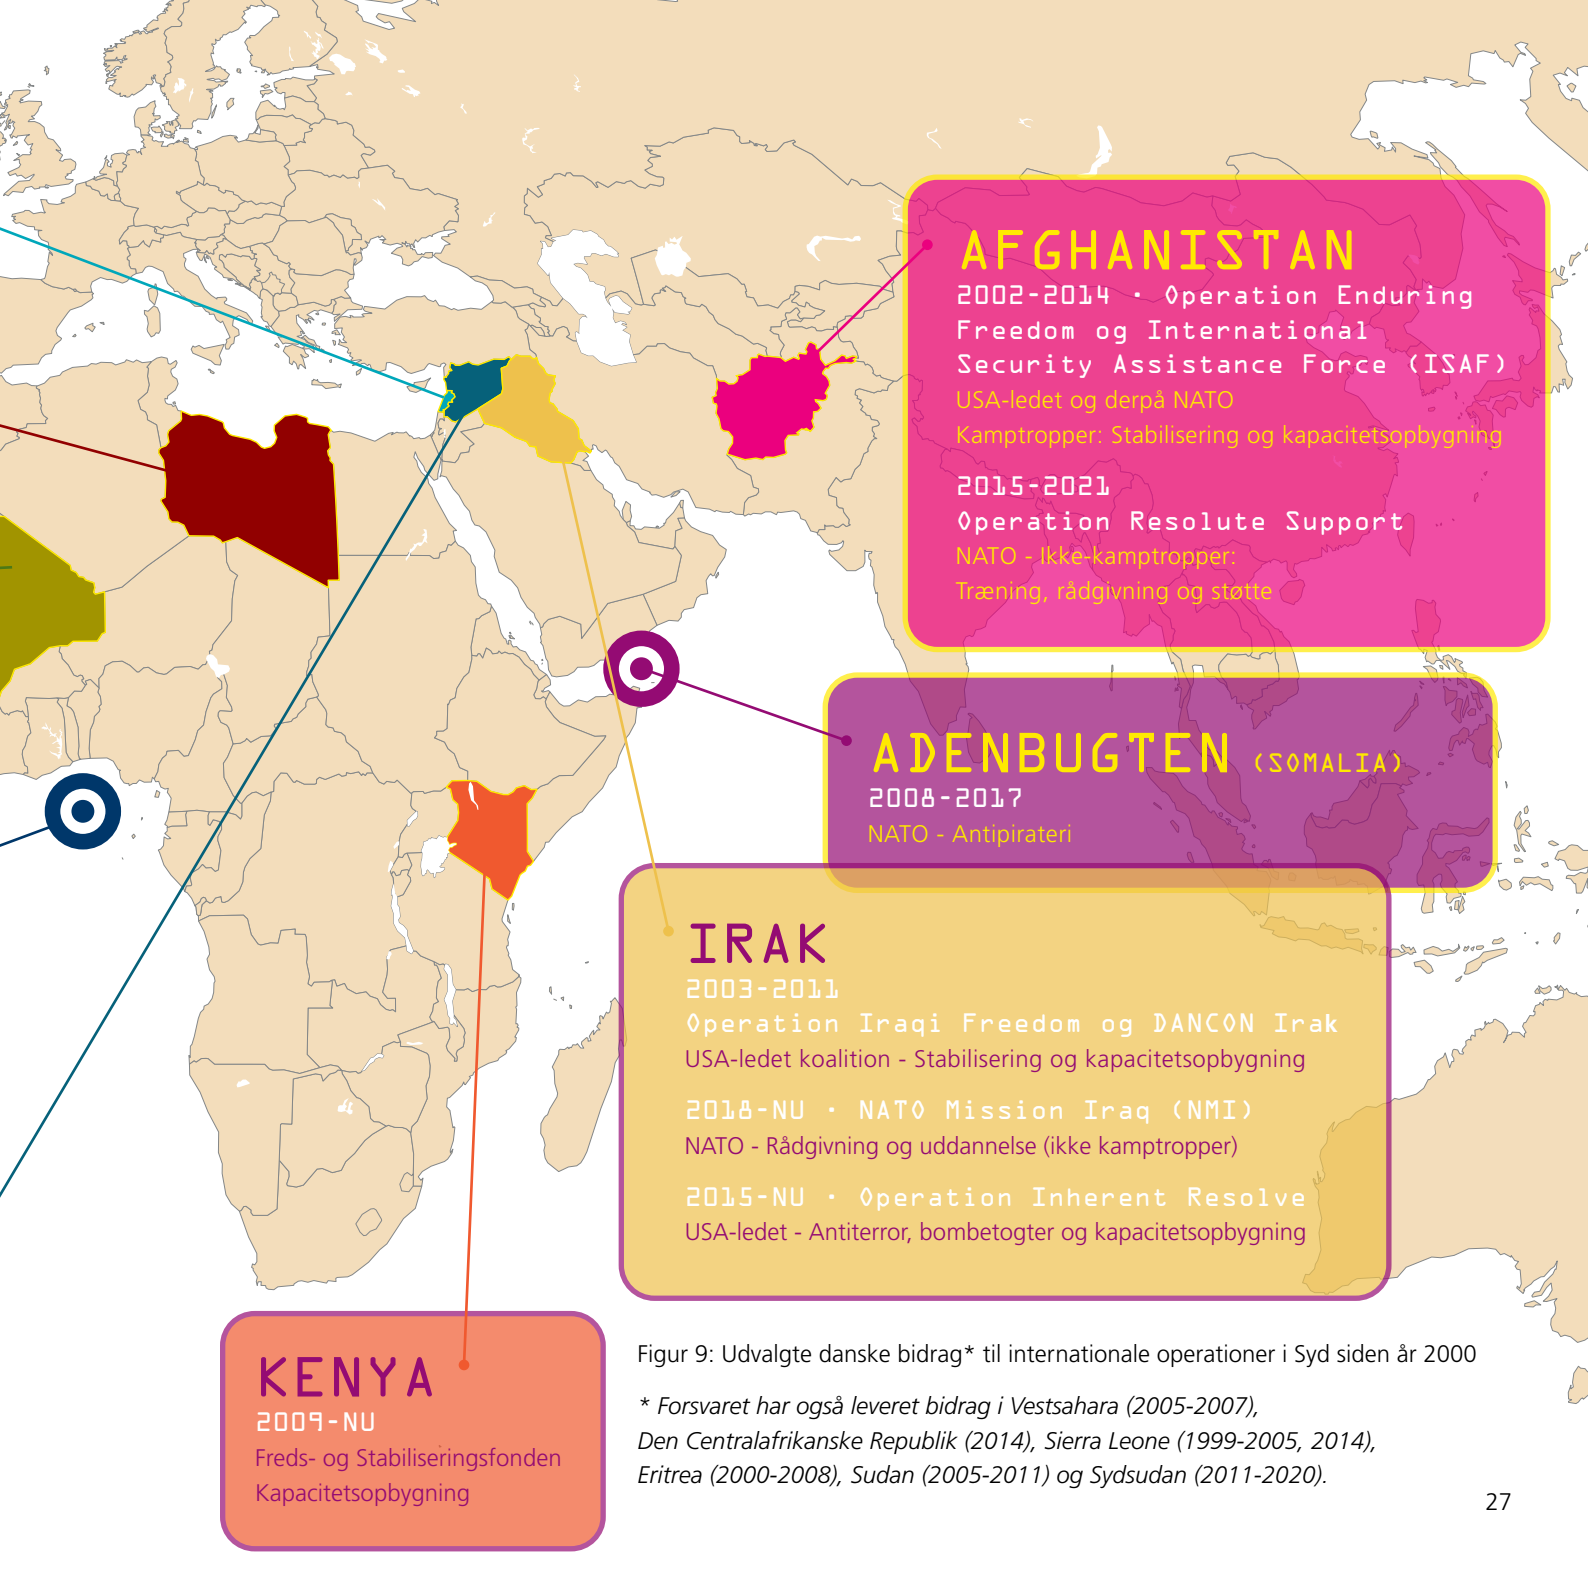 AFGHANISTAN
2002-2014 · Operation Enduring
Freedom og International
Security Assistance Force (ISAF)
USA-ledet og derpå NATO
Kamptropper: Stabilisering og kapacitetsopbygning
2015-2021
Operation Resolute Support
NATO - Ikke-kamptropper:
Træning, rådgivning og støtte
ADENBUGTEN (SOMALIA)
2008-2017
NATO - Antipirateri
IRAK
2003-2011
Operation Iraqi Freedom og DANCON Irak
USA-ledet koalition - Stabilisering og kapacitetsopbygning
2018-NU · NATO Mission Iraq (NMI)
NATO - Rådgivning og uddannelse (ikke kamptropper)
2015-NU · Operation Inherent Resolve
USA-ledet - Antiterror, bombetogter og kapacitetsopbygning
KENYA
2009-NU
Freds- og Stabiliseringsfonden
Kapacitetsopbygning
Figur 9: Udvalgte danske bidrag* til internationale operationer i Syd siden år 2000
* Forsvaret har også leveret bidrag i Vestsahara (2005-2007),
Den Centralafrikanske Republik (2014), Sierra Leone (1999-2005, 2014),
Eritrea (2000-2008), Sudan (2005-2011) og Sydsudan (2011-2020).
27